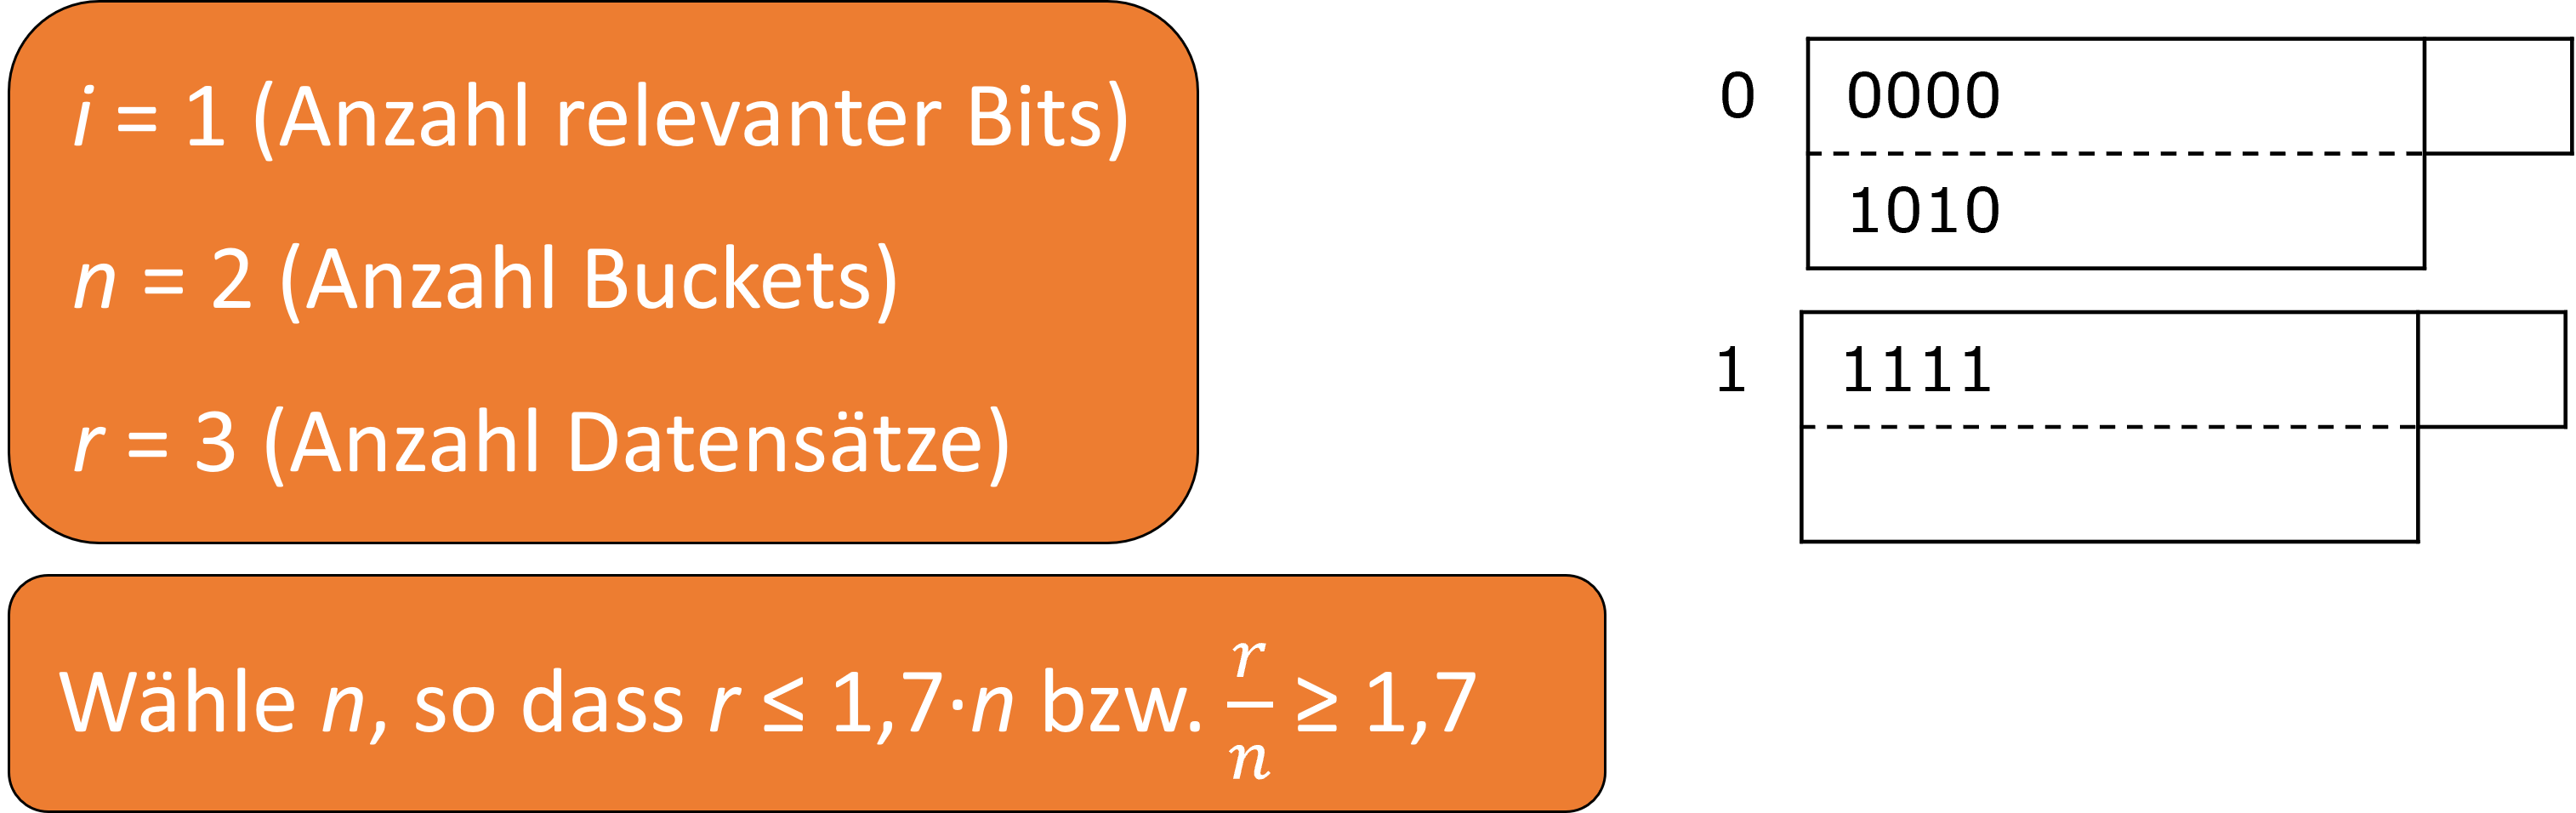 i = 1 (Anzahl relevanter Bits)
n = 2 (Anzahl Buckets)
r = 3 (Anzahl Datensätze)
Wähle n, so dass r ≤ 1,7·n bzw. r/n ≥ 1,7
0 0000
1010
1 1111